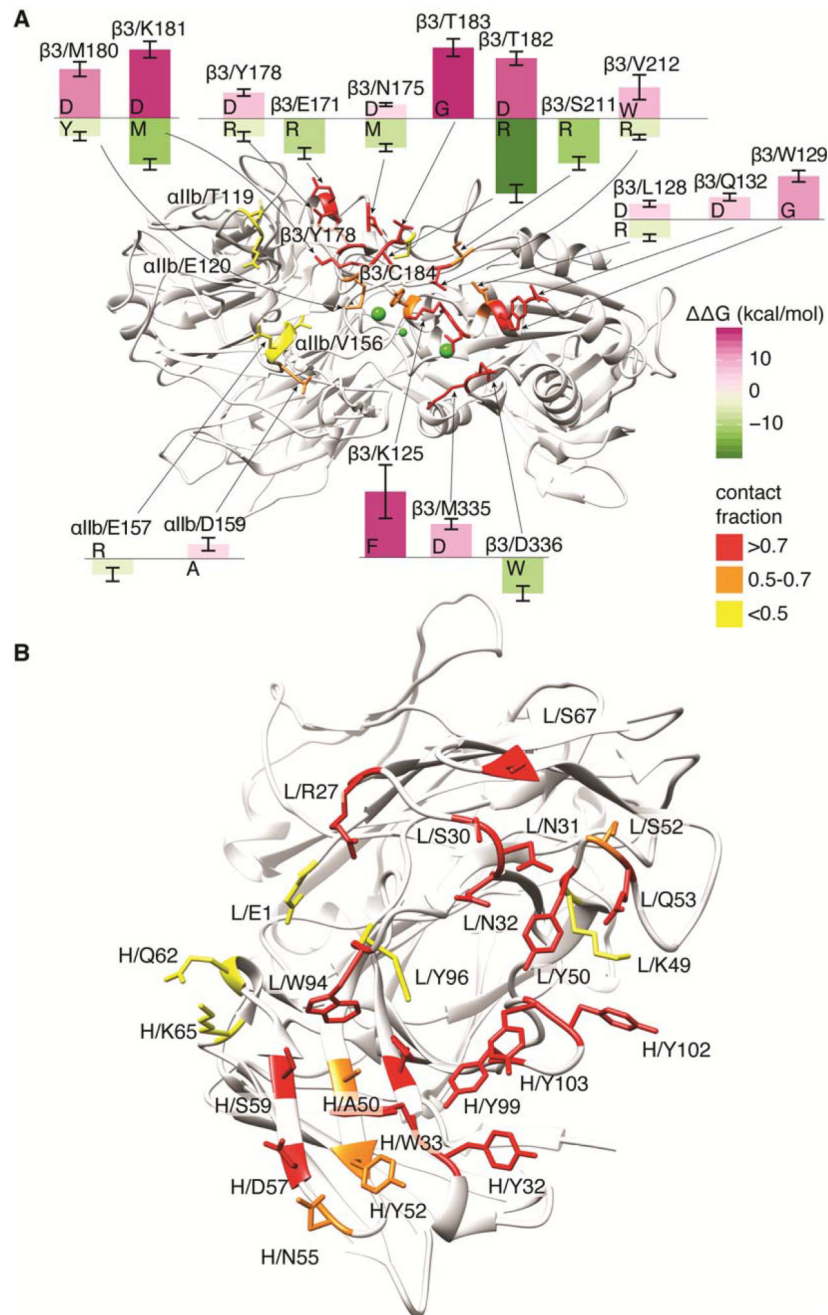 A
β3/M180
β3/K181
β3/Y178
β3/E171
β3/N175
β3/T183
β3/T182
β3/S211
β3/V212
D
D
D
D
G
D
W
Y
M
R
R
M
R
R
R
β3/L128
β3/Q132
β3/W129
D
D
G
R
αIIb/T119
αIIb/E120
β3/Y178
β3/C184
αIIb/V156
ΔΔG (kcal/mol)
10
0
−10
αIIb/E157
αIIb/D159
R
A
β3/K125
β3/M335
β3/D336
F
D
W
contact
fraction
>0.7
0.5-0.7
<0.5
B
L/S67
L/R27
L/S30
L/N31
L/S52
L/E1
L/N32
L/Q53
H/Q62
L/W94
L/Y96
L/Y50
L/K49
H/K65
H/Y102
H/Y103
H/S59
H/A50
H/Y99
H/W33
H/D57
H/Y52
H/Y32
H/N55